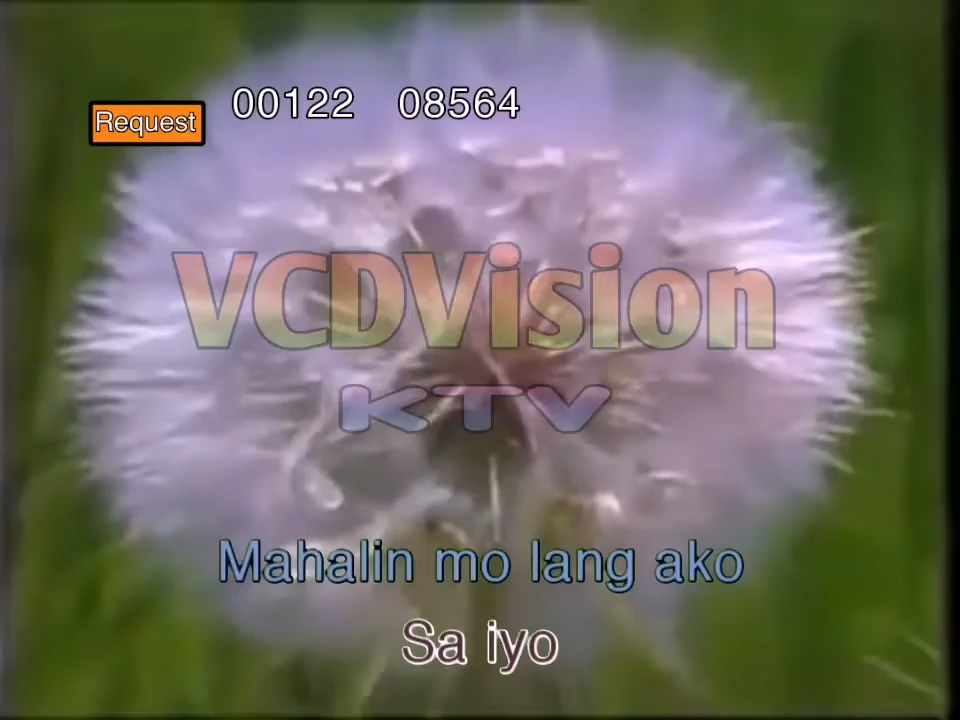 Request 00122 08564
VCDVision
KTV
Mahalin mo lang ako
Sa iyo